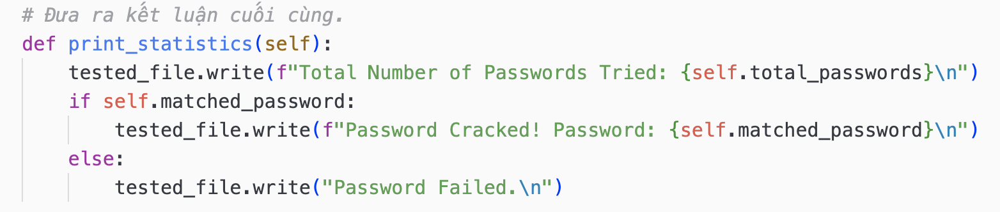 # Đưa ra kết luận cuối cùng.
def print_statistics(self):
    tested_file.write(f"Total Number of Passwords Tried: {self.total_passwords}\n")
    if self.matched_password:
        tested_file.write(f"Password Cracked! Password: {self.matched_password}\n")
    else:
        tested_file.write("Password Failed.\n")